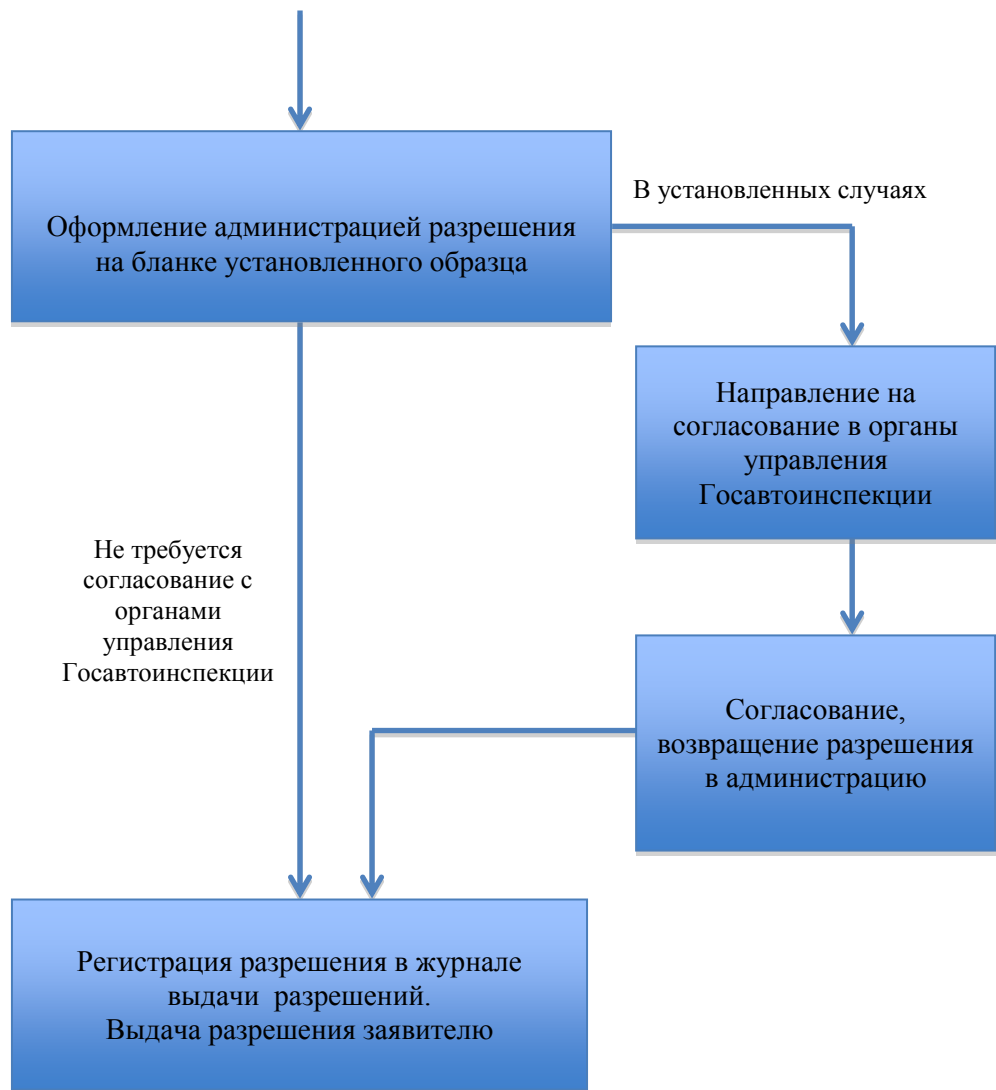 В установленных случаях
Оформление администрацией разрешения
на бланке установленного образца
Направление на
согласование в органы
управления
Госавтоинспекции
Не требуется
согласование с
органами
управления
Госавтоинспекции
Согласование,
возвращение разрешения
в администрацию
Регистрация разрешения в журнале
выдачи разрешений.
Выдача разрешения заявителю